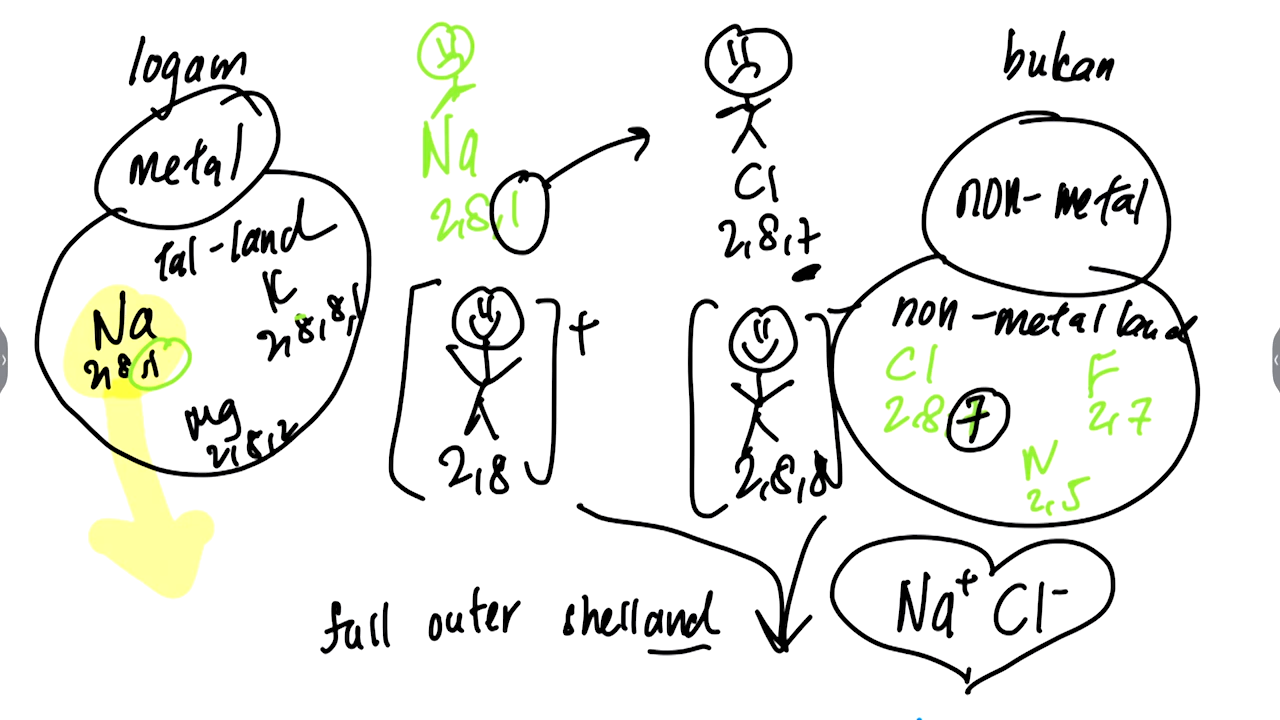 logam
metal
tal-land
K
2,8,8,1
Na
2,8,1
Mg
2,8,2
Na
2,8,1
Cl
2,8,7
+
2,8
-
2,8,8
bukan
non-metal
non-metal land
Cl
2,8,7
F
2,7
N
2,5
full outer shelland
Na+ Cl-